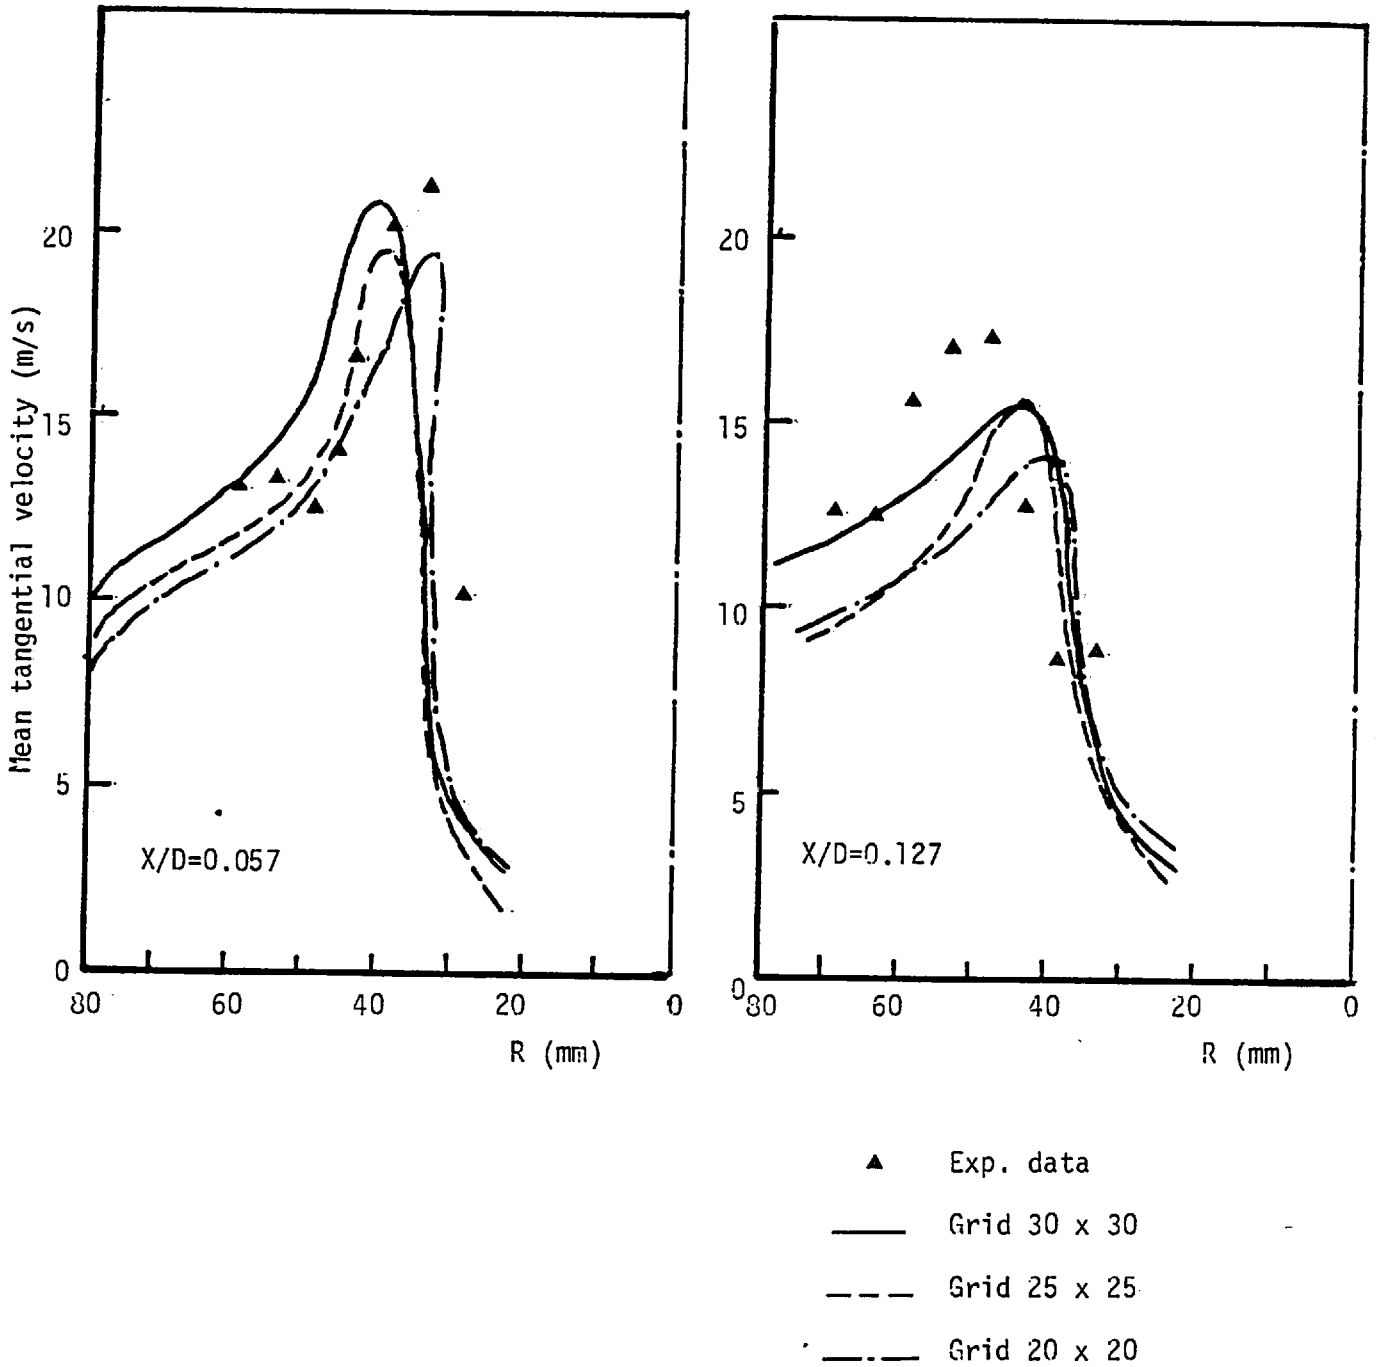 Mean tangential velocity (m/s)
20
15
10
5
0
80 60 40 20 0
R (mm)
X/D=0.057
20
15
10
5
0
80 60 40 20 0
R (mm)
X/D=0.127
Exp. data
Grid 30 x 30
Grid 25 x 25
Grid 20 x 20